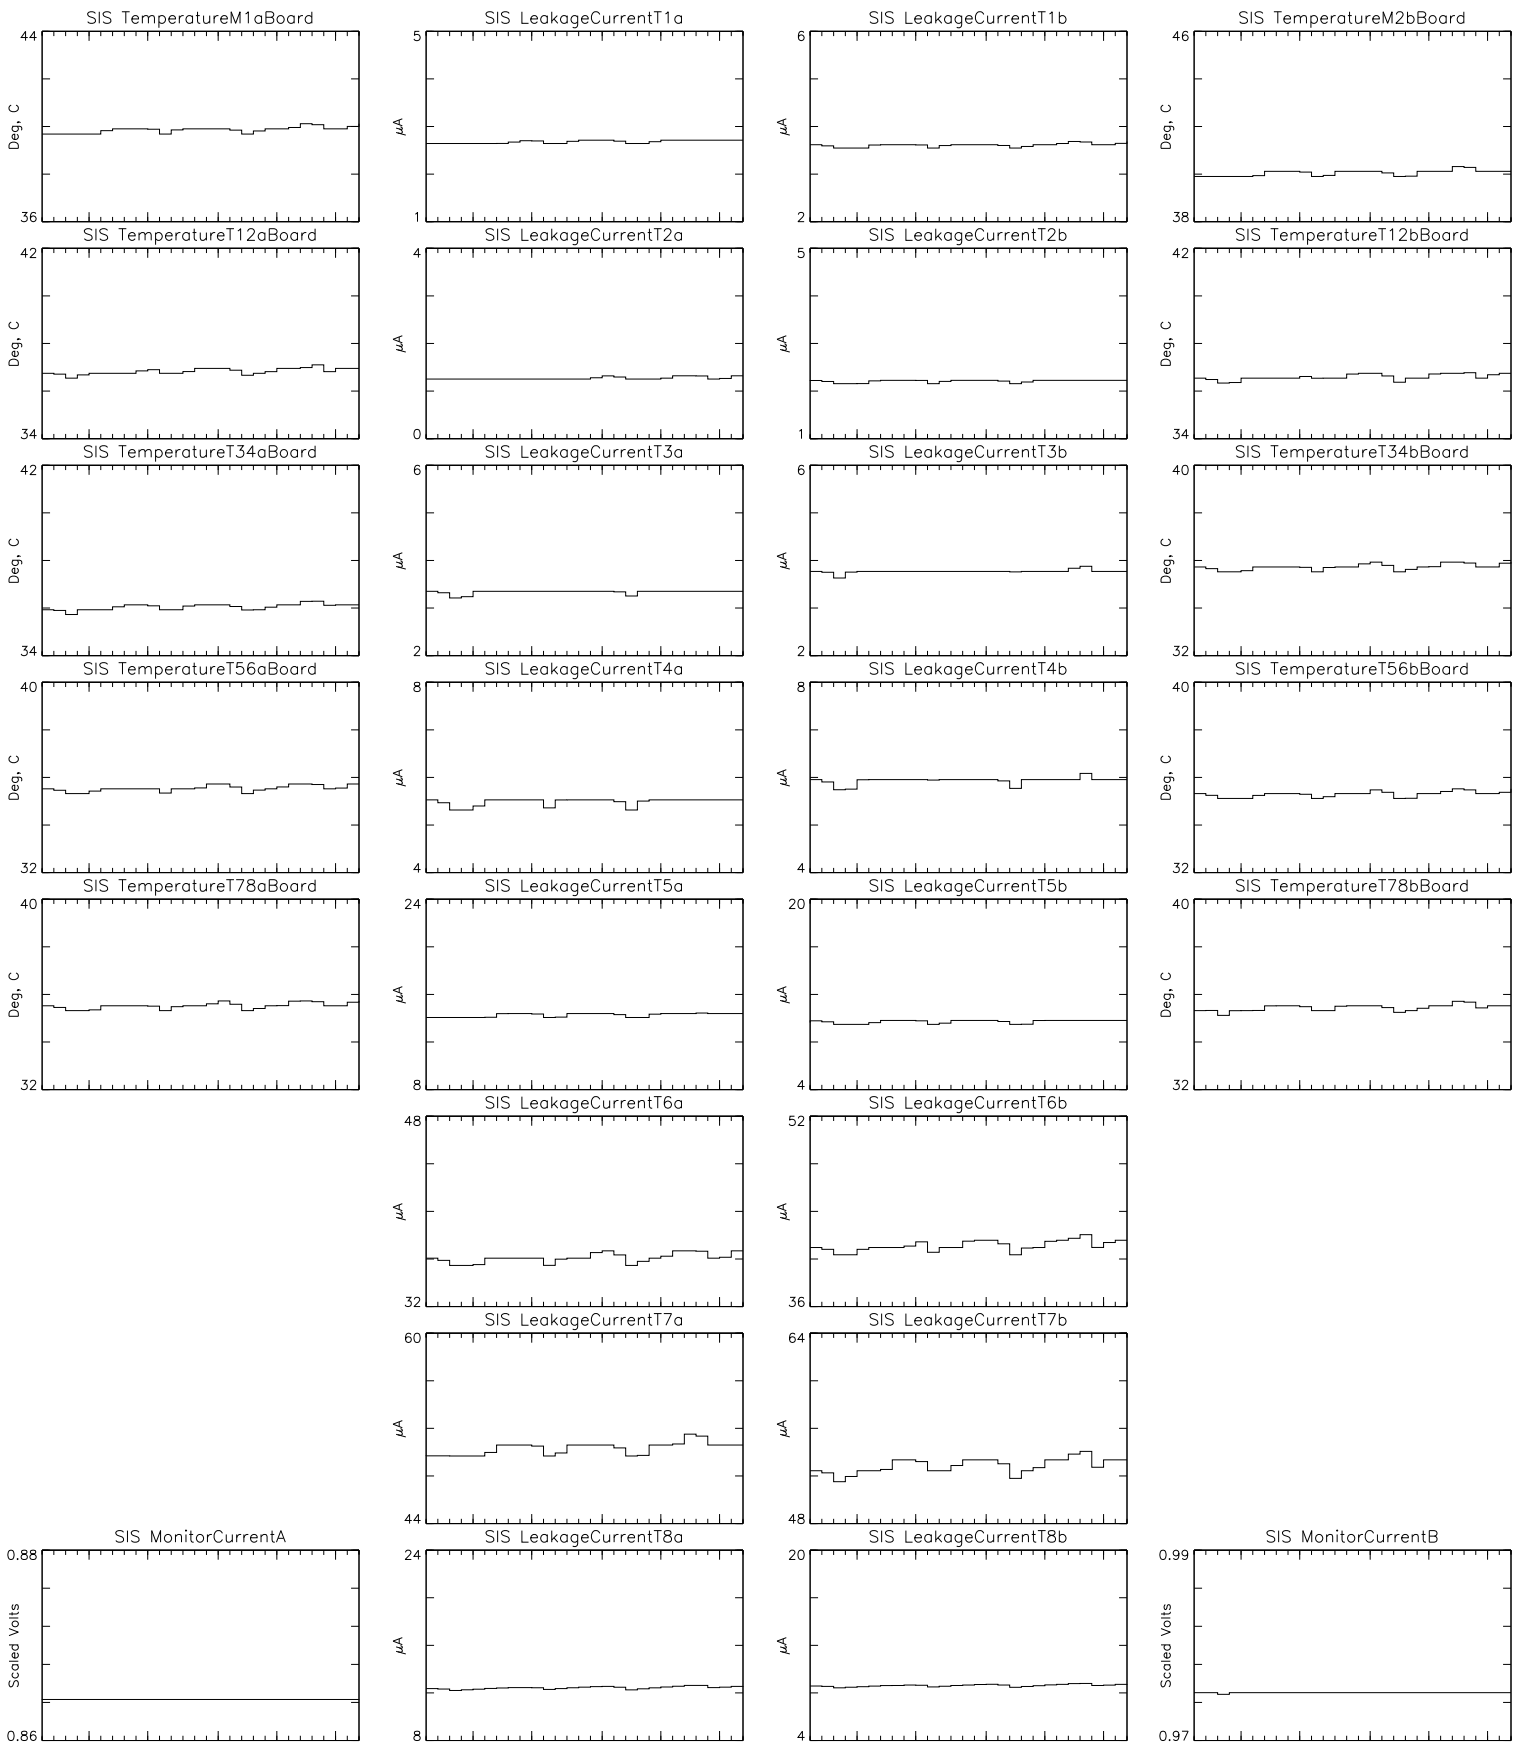 SIS TemperatureM1aBoard SIS LeakageCurrentT1a SIS LeakageCurrentT1b SIS TemperatureM2bBoard
44 5 6 46
Deg, C μA μA Deg, C
36 1 2 38
SIS TemperatureT12aBoard SIS LeakageCurrentT2a SIS LeakageCurrentT2b SIS TemperatureT12bBoard
42 4 5 42
Deg, C μA μA Deg, C
34 0 1 34
SIS TemperatureT34aBoard SIS LeakageCurrentT3a SIS LeakageCurrentT3b SIS TemperatureT34bBoard
42 6 6 40
Deg, C μA μA Deg, C
34 2 2 32
SIS TemperatureT56aBoard SIS LeakageCurrentT4a SIS LeakageCurrentT4b SIS TemperatureT56bBoard
40 8 8 40
Deg, C μA μA Deg, C
32 4 4 32
SIS TemperatureT78aBoard SIS LeakageCurrentT5a SIS LeakageCurrentT5b SIS TemperatureT78bBoard
40 24 20 40
Deg, C μA μA Deg, C
32 8 4 32
SIS LeakageCurrentT6a SIS LeakageCurrentT6b
48 52
μA μA
32 36
SIS LeakageCurrentT7a SIS LeakageCurrentT7b
60 64
μA μA
44 48
SIS MonitorCurrentA SIS LeakageCurrentT8a SIS LeakageCurrentT8b SIS MonitorCurrentB
0.88 24 20 0.99
Scaled Volts μA μA Scaled Volts
0.86 8 4 0.97